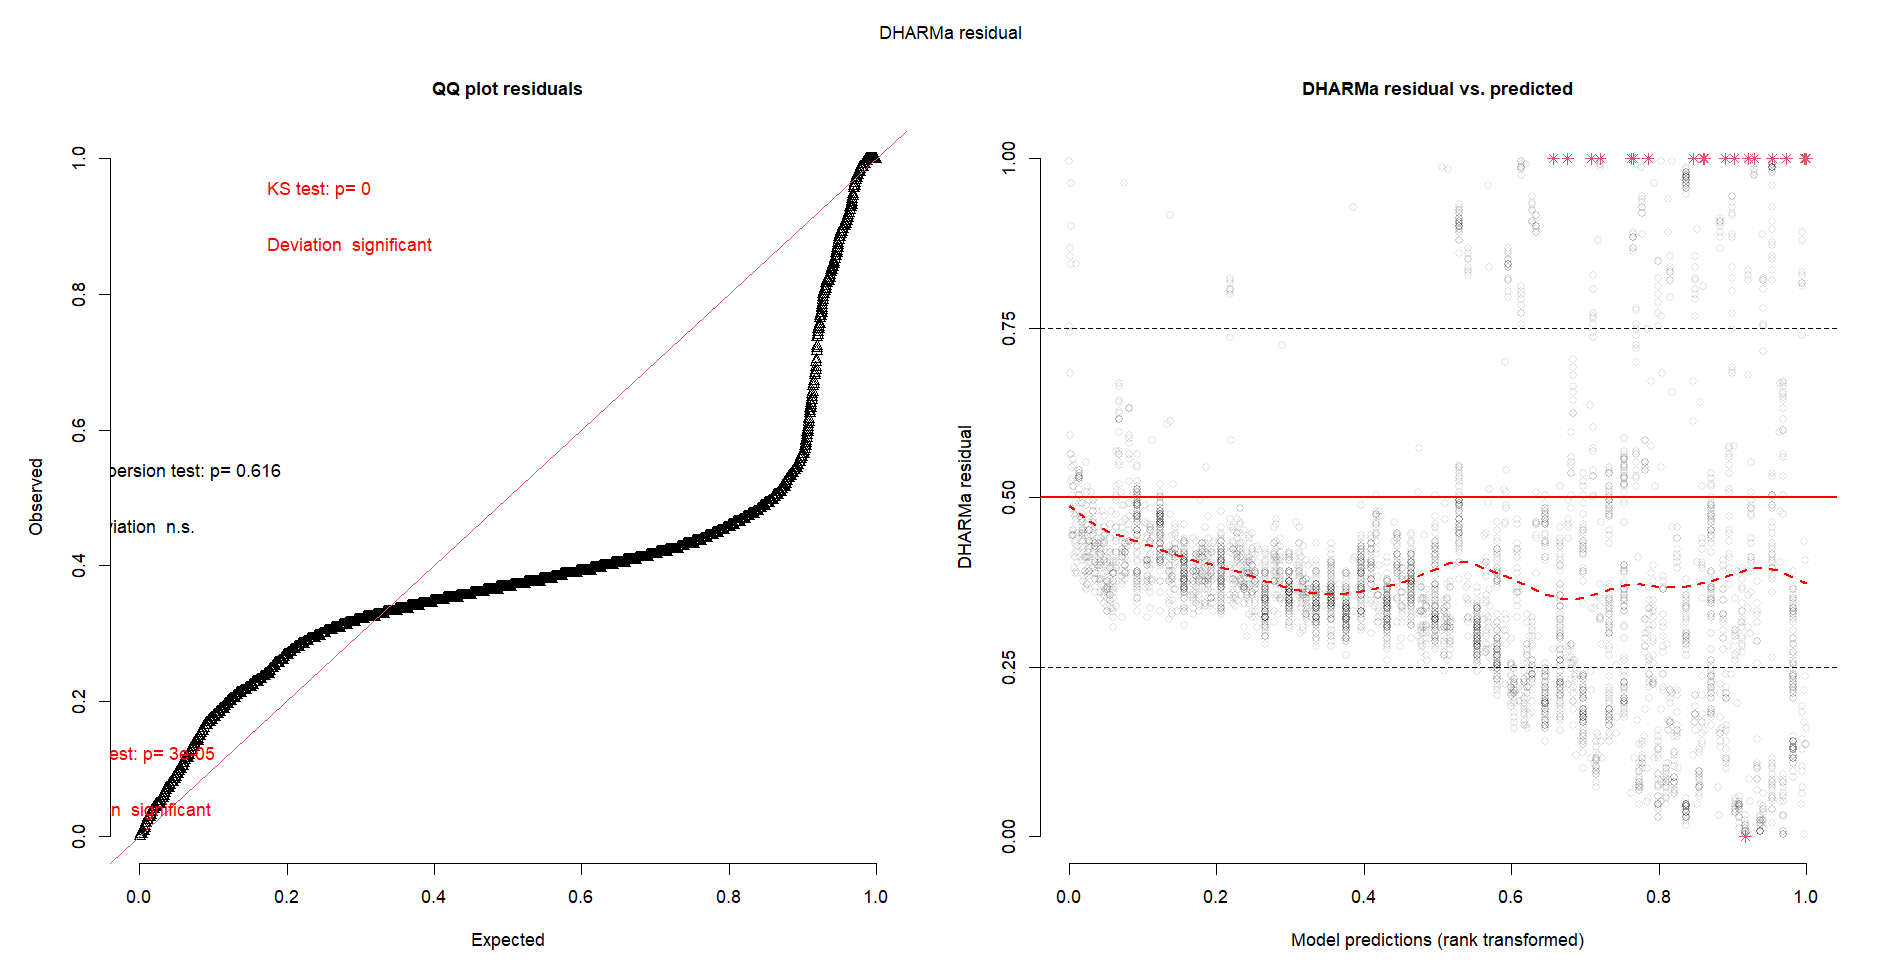 DHARMa residual
QQ plot residuals
KS test: p= 0
Deviation  significant
persion test: p= 0.616
viation  n.s.
est: p= 3e-05
n  significant
Observed
0.0
0.2
0.4
0.6
0.8
1.0
0.0
0.2
0.4
0.6
0.8
1.0
Expected
DHARMa residual vs. predicted
DHARMa residual
0.00
0.25
0.50
0.75
1.00
0.0
0.2
0.4
0.6
0.8
1.0
Model predictions (rank transformed)